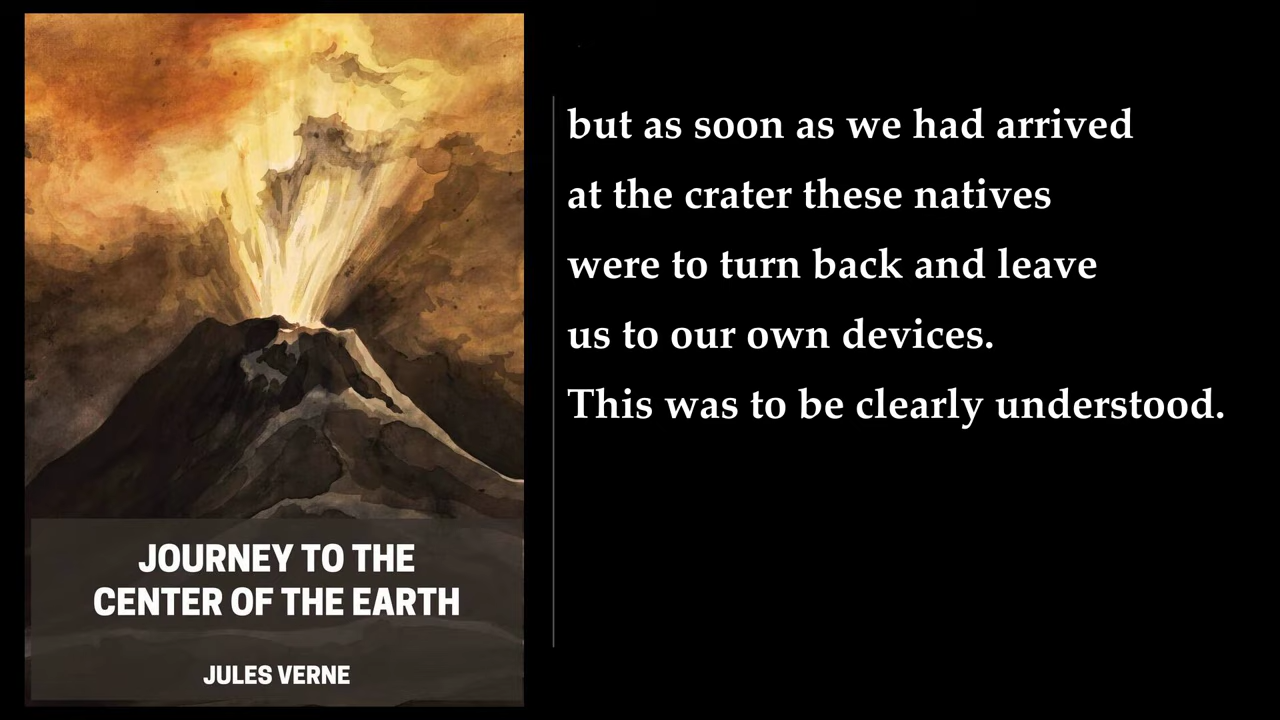 but as soon as we had arrived
at the crater these natives
were to turn back and leave
us to our own devices.
This was to be clearly understood.
JOURNEY TO THE
CENTER OF THE EARTH
JULES VERNE